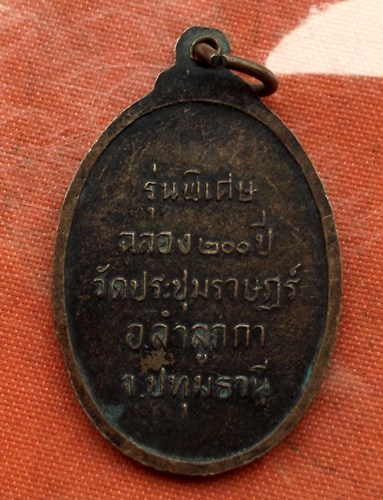 รุ่นพิเศษ
ฉลอง ๒๐๐ ปี
วัดประชุมราษฎร์
อ.ลำลูกกา
จ.ปทุมธานี